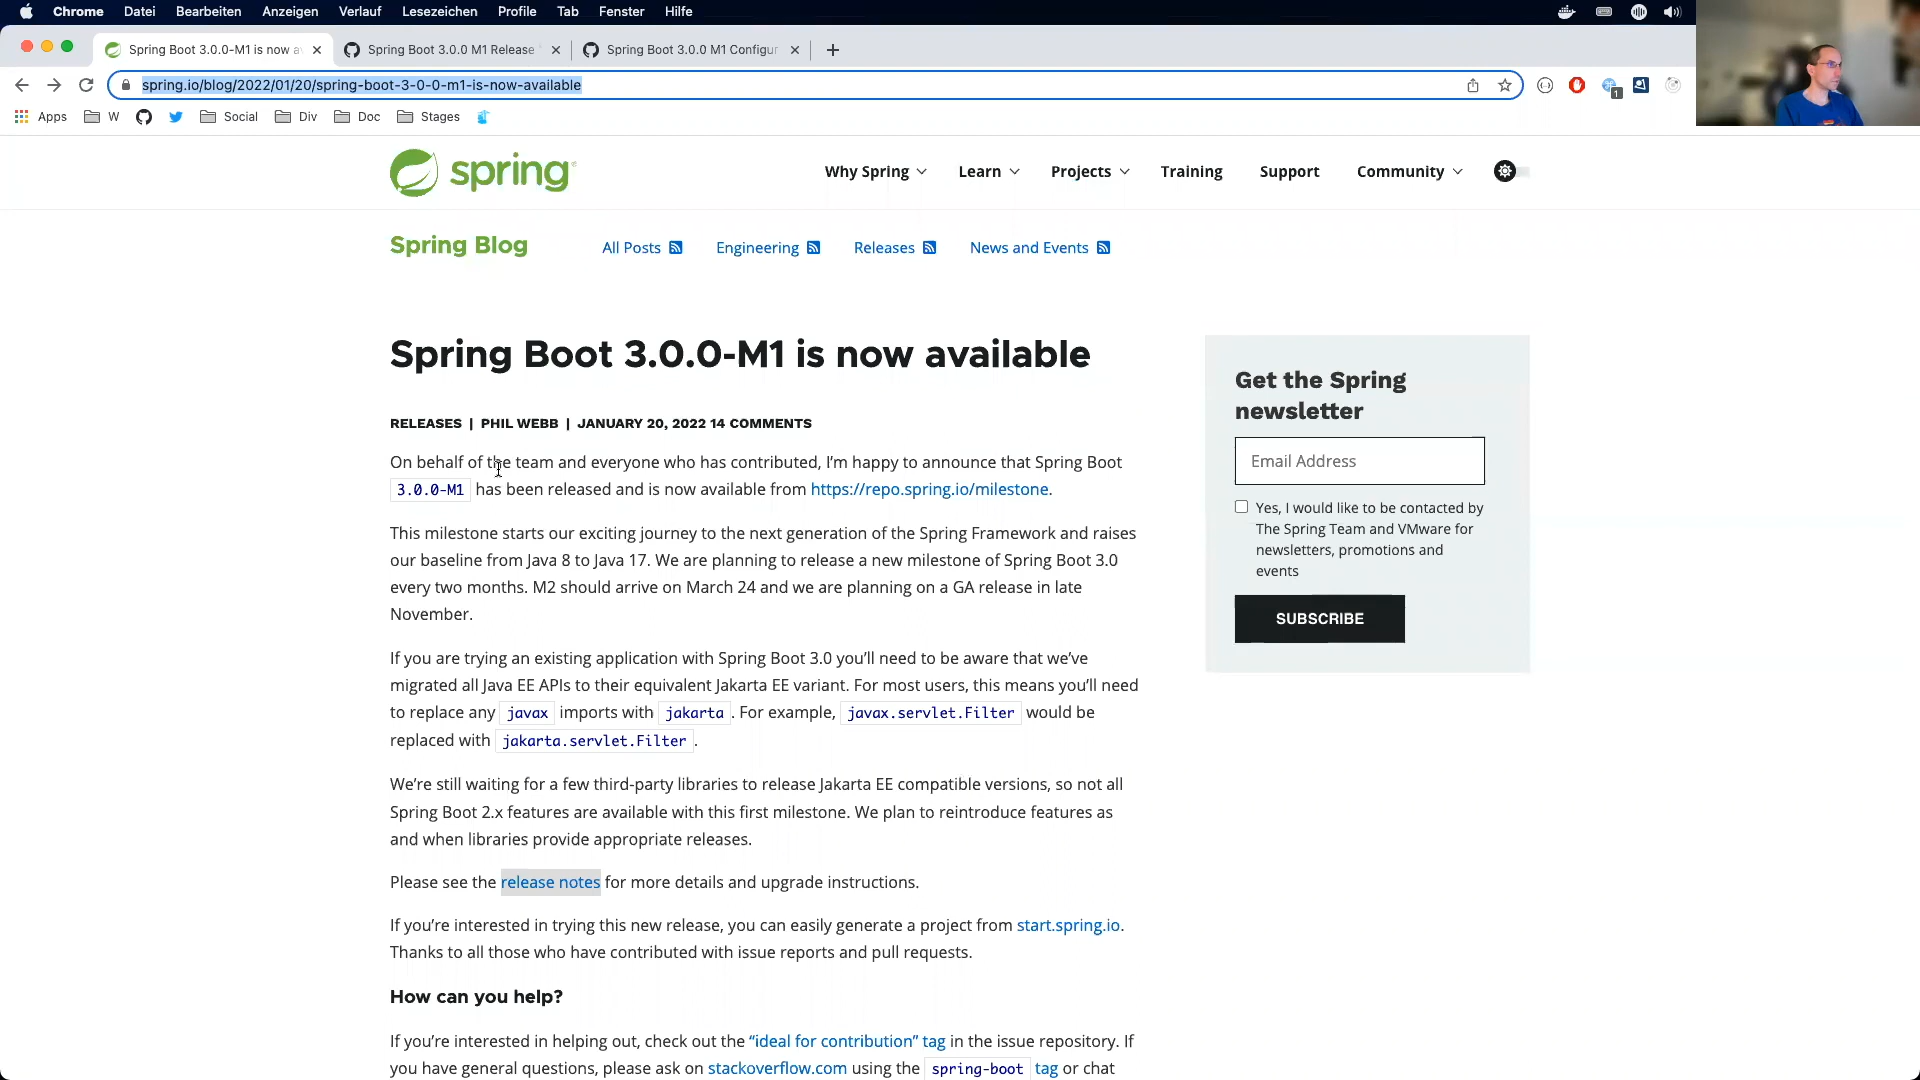 Chrome Datei Bearbeiten Anzeigen Verlauf Lesezeichen Profile Tab Fenster Hilfe
Spring Boot 3.0.0-M1 is now a
Spring Boot 3.0.0 M1 Release
Spring Boot 3.0.0 M1 Configur
spring.io/blog/2022/01/20/spring-boot-3-0-0-m1-is-now-available
1
Apps W Social Div Doc Stages
spring
Why Spring Learn Projects Training Support Community
Spring Blog
All Posts Engineering Releases News and Events
Spring Boot 3.0.0-M1 is now available
RELEASES | PHIL WEBB | JANUARY 20, 2022 14 COMMENTS
On behalf of the team and everyone who has contributed, I’m happy to announce that Spring Boot
3.0.0-M1 has been released and is now available from https://repo.spring.io/milestone.
This milestone starts our exciting journey to the next generation of the Spring Framework and raises
our baseline from Java 8 to Java 17. We are planning to release a new milestone of Spring Boot 3.0
every two months. M2 should arrive on March 24 and we are planning on a GA release in late
November.
If you are trying an existing application with Spring Boot 3.0 you’ll need to be aware that we’ve
migrated all Java EE APIs to their equivalent Jakarta EE variant. For most users, this means you’ll need
to replace any javax imports with jakarta. For example, javax.servlet.Filter would be
replaced with jakarta.servlet.Filter.
We’re still waiting for a few third-party libraries to release Jakarta EE compatible versions, so not all
Spring Boot 2.x features are available with this first milestone. We plan to reintroduce features as
and when libraries provide appropriate releases.
Please see the release notes for more details and upgrade instructions.
If you’re interested in trying this new release, you can easily generate a project from start.spring.io.
Thanks to all those who have contributed with issue reports and pull requests.
How can you help?
If you’re interested in helping out, check out the “ideal for contribution” tag in the issue repository. If
you have general questions, please ask on stackoverflow.com using the spring-boot tag or chat
Get the Spring
newsletter
Email Address
Yes, I would like to be contacted by
The Spring Team and VMware for
newsletters, promotions and
events
SUBSCRIBE